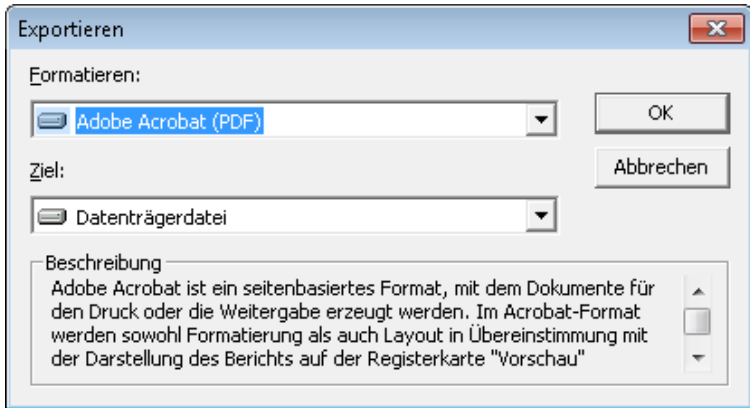 Exportieren
Formatieren:
Adobe Acrobat (PDF)
OK
Abbrechen
Ziel:
Datenträgerdatei
Beschreibung
Adobe Acrobat ist ein seitenbasiertes Format, mit dem Dokumente für
den Druck oder die Weitergabe erzeugt werden. Im Acrobat-Format
werden sowohl Formatierung als auch Layout in Übereinstimmung mit
der Darstellung des Berichts auf der Registerkarte "Vorschau"